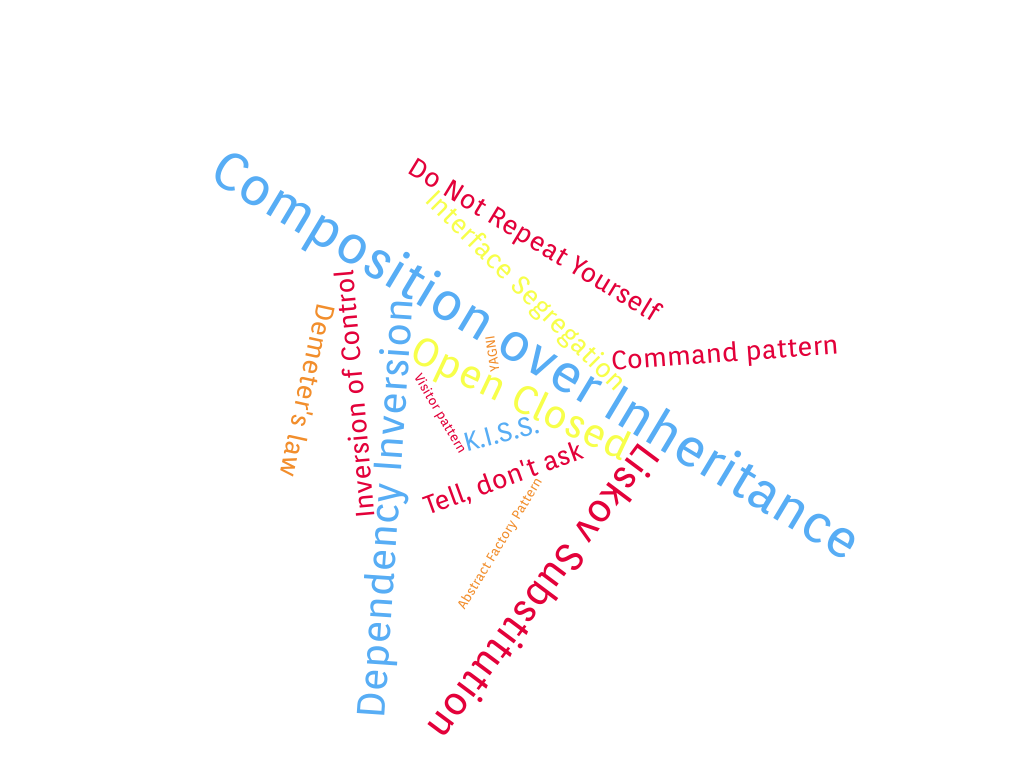 Composition over Inheritance
Do Not Repeat Yourself
Interface Segregation
Command pattern
Inversion of Control
Demeter's law
Dependency Inversion
Open Closed
YAGNI
Visitor pattern
K.I.S.S.
Tell, don't ask
Liskov Substitution
Abstract Factory Pattern